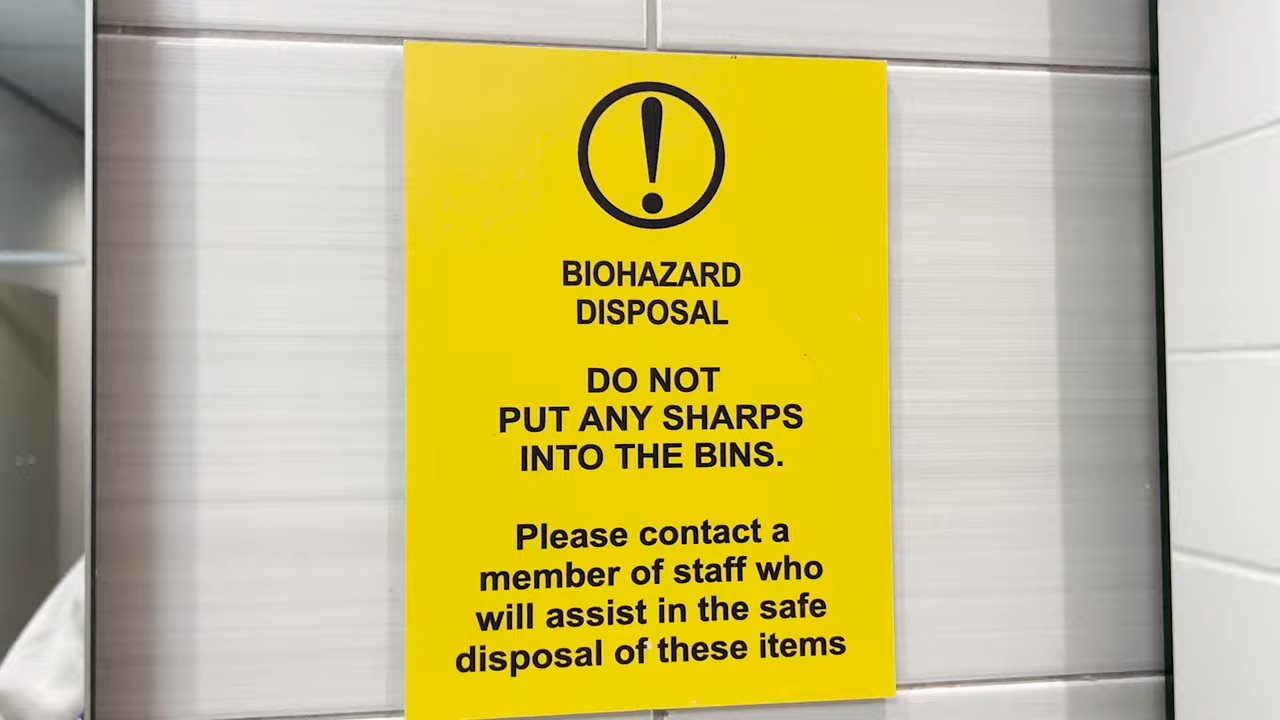 BIOHAZARD
DISPOSAL
DO NOT
PUT ANY SHARPS
INTO THE BINS.
Please contact a
member of staff who
will assist in the safe
disposal of these items